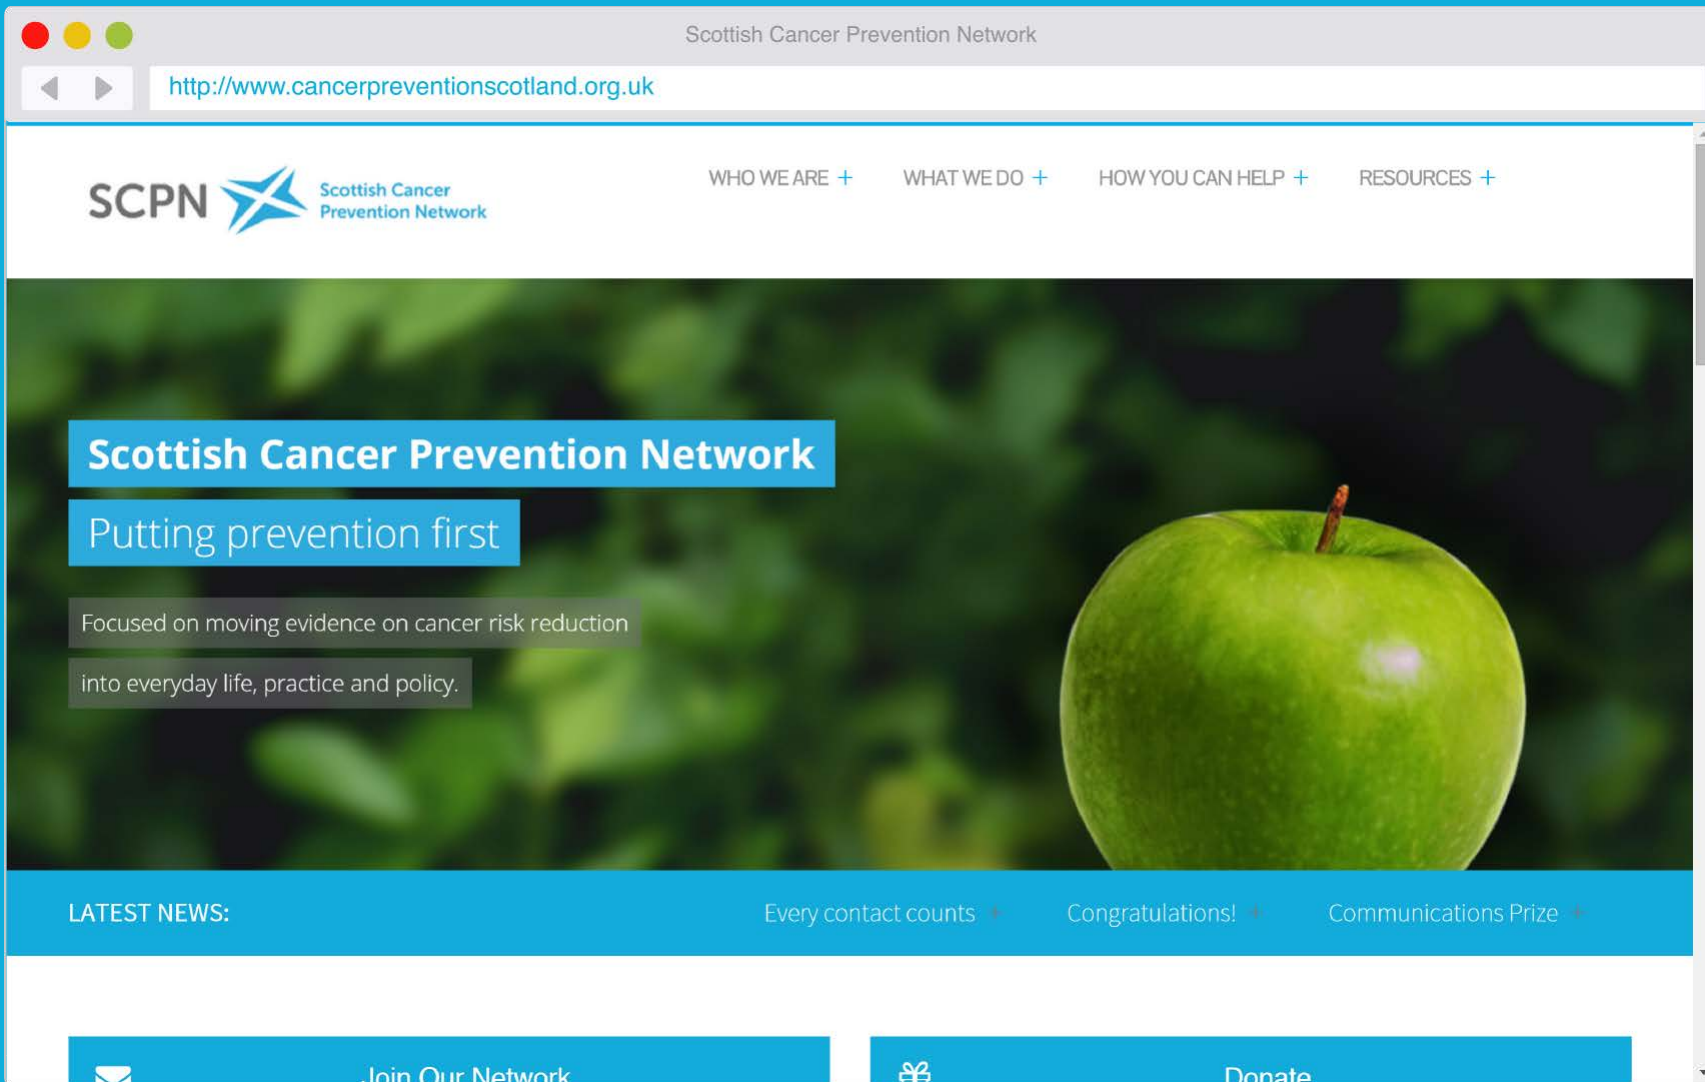 Scottish Cancer Prevention Network
http://www.cancerpreventionscotland.org.uk
SCPN
Scottish Cancer
Prevention Network
WHO WE ARE +
WHAT WE DO +
HOW YOU CAN HELP +
RESOURCES +
Scottish Cancer Prevention Network
Putting prevention first
Focused on moving evidence on cancer risk reduction
into everyday life, practice and policy.
LATEST NEWS:
Every contact counts +
Congratulations! +
Communications Prize +
Join Our Network
Donate